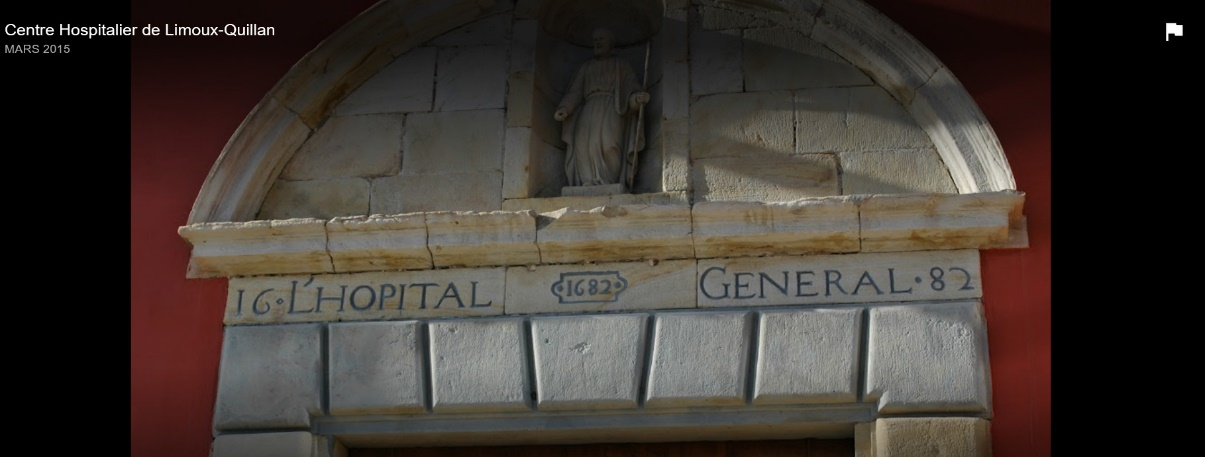 Centre Hospitalier de Limoux-Quillan
MARS 2015
16·L'HOPITAL ·1682· GENERAL·82